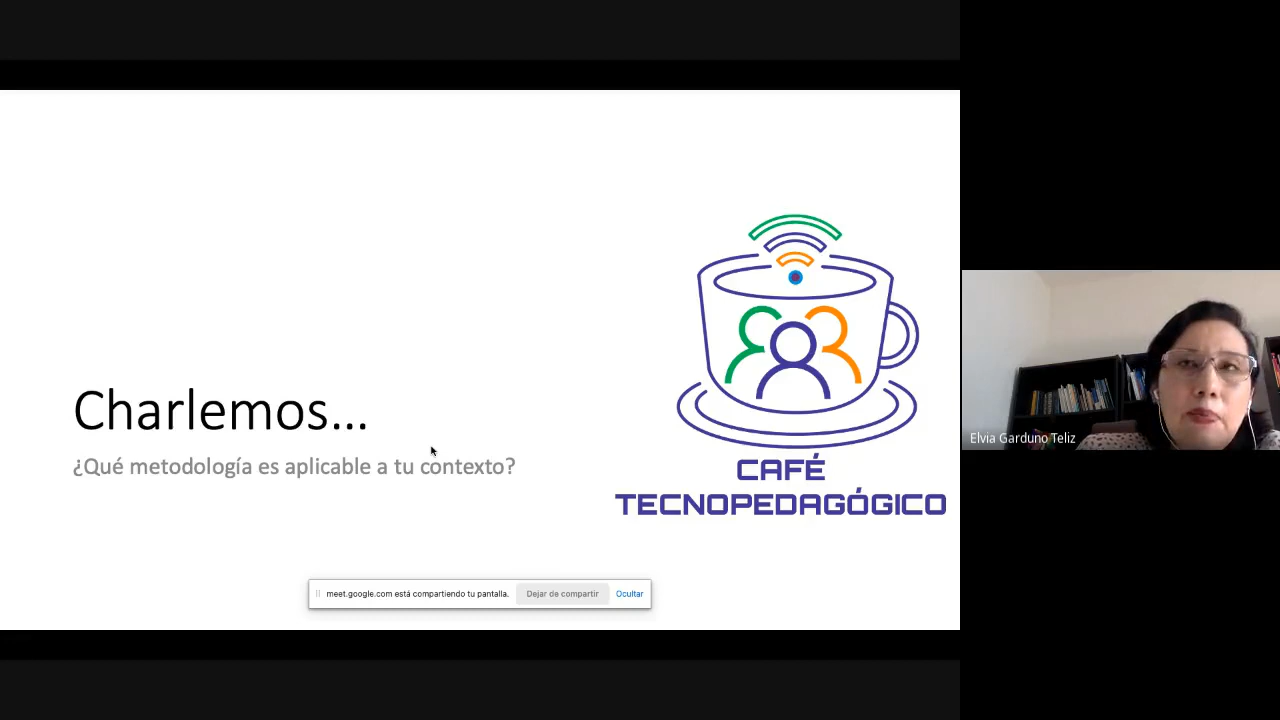 Charlemos...
¿Qué metodología es aplicable a tu contexto?
CAFÉ
TECNOPEDAGÓGICO
meet.google.com está compartiendo tu pantalla.
Dejar de compartir
Ocultar
Elvia Garduno Teliz